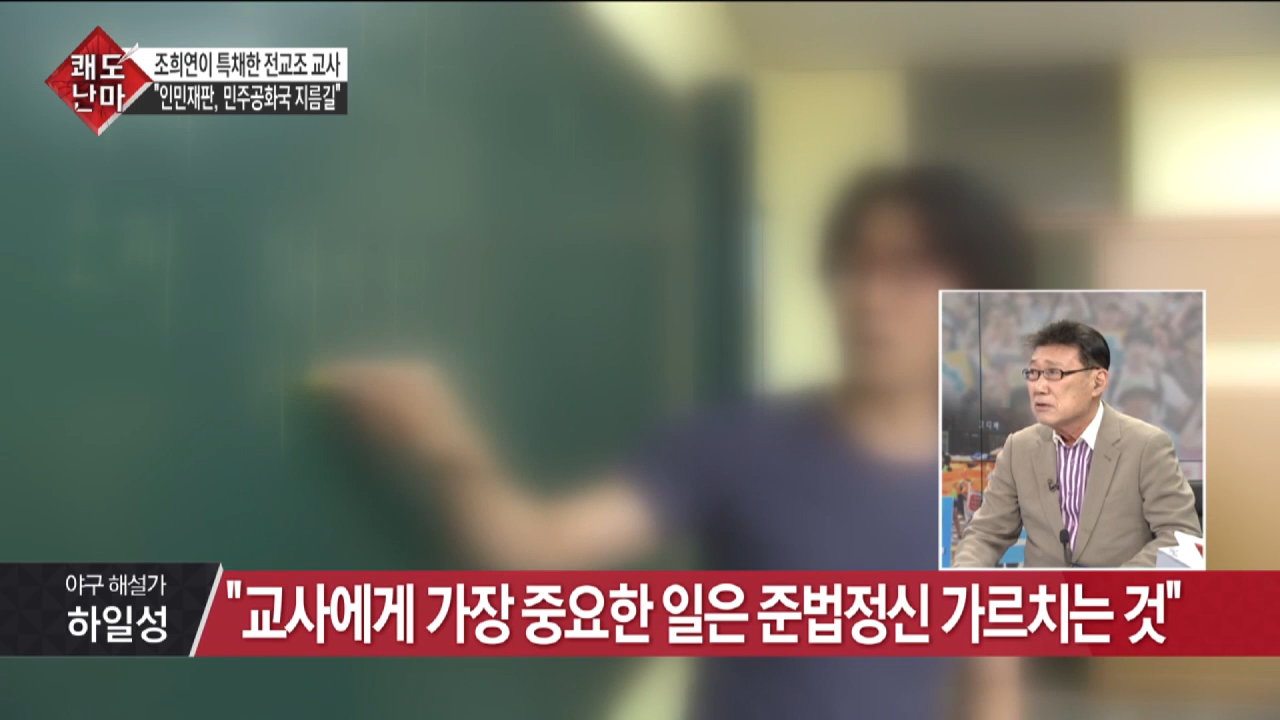 쾌도
난마
조희연이 특채한 전교조 교사
"인민재판, 민주공화국 지름길"
야구 해설가
하일성
"교사에게 가장 중요한 일은 준법정신 가르치는 것"